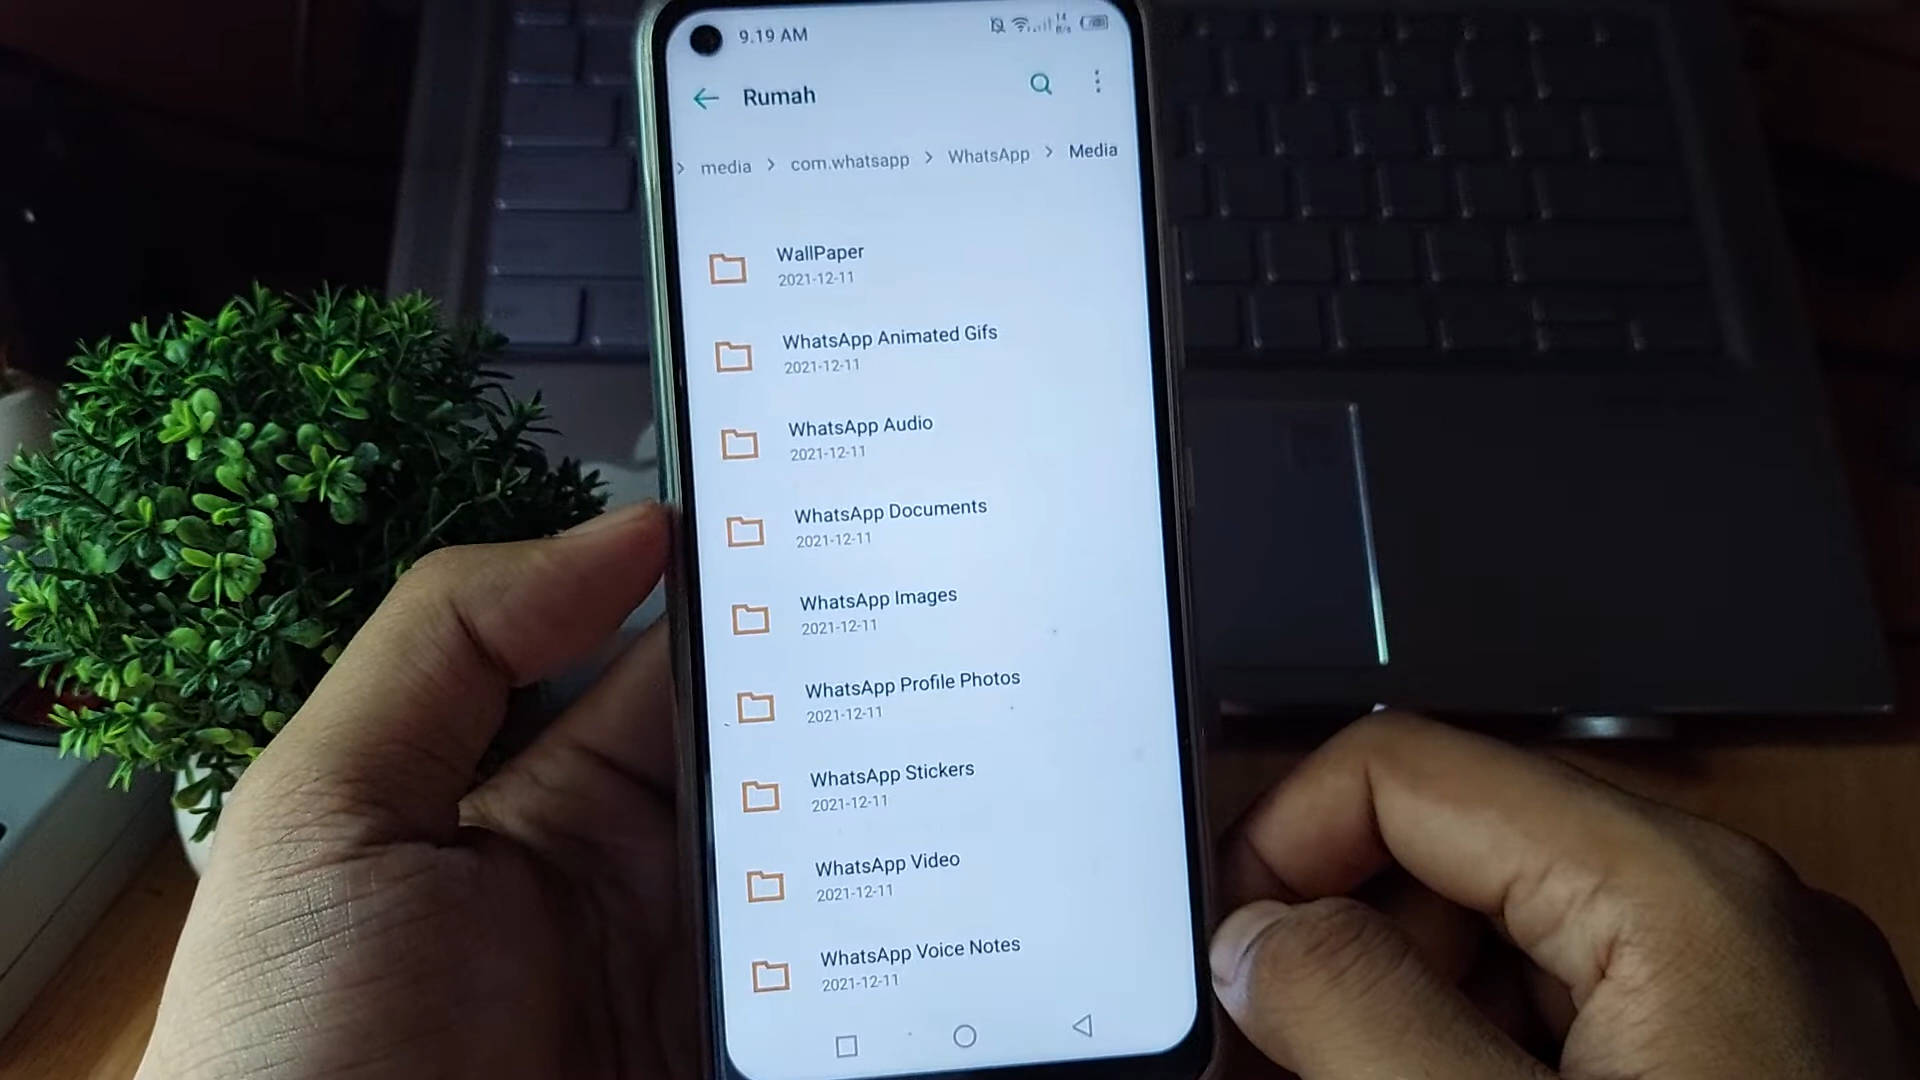 9.19 AM
Rumah
media > com.whatsapp > WhatsApp > Media
WallPaper
2021-12-11
WhatsApp Animated Gifs
2021-12-11
WhatsApp Audio
2021-12-11
WhatsApp Documents
2021-12-11
WhatsApp Images
2021-12-11
WhatsApp Profile Photos
2021-12-11
WhatsApp Stickers
2021-12-11
WhatsApp Video
2021-12-11
WhatsApp Voice Notes
2021-12-11